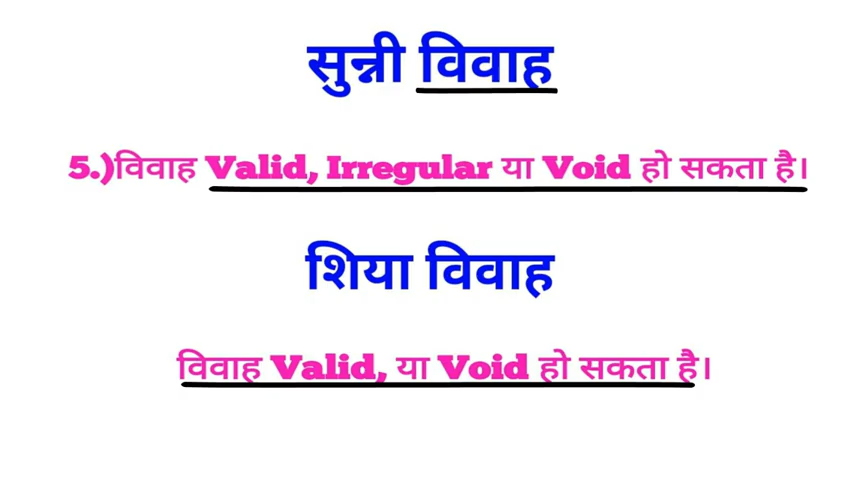 सुन्नी विवाह
5.)विवाह Valid, Irregular या Void हो सकता है।
शिया विवाह
विवाह Valid, या Void हो सकता है।